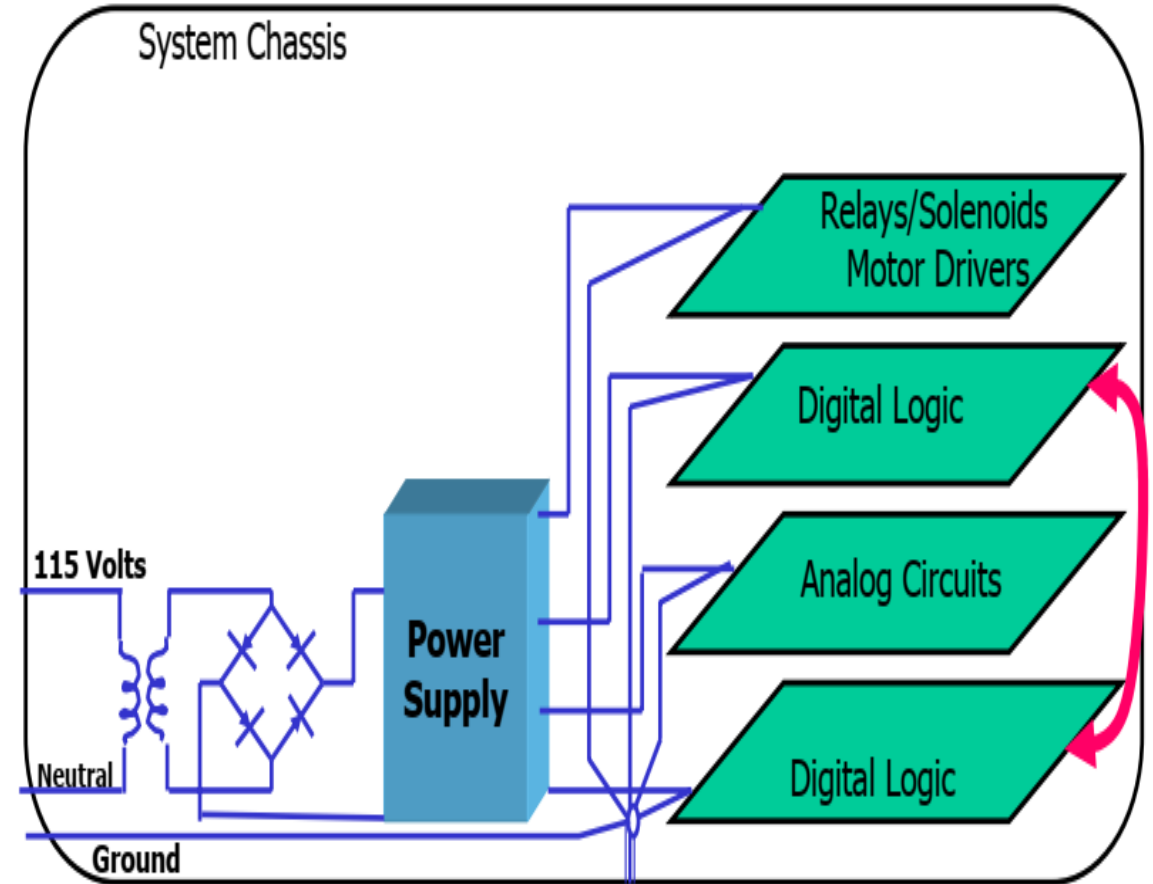 System Chassis
Relays/Solenoids
Motor Drivers
Digital Logic
115 Volts
Analog Circuits
Power
Supply
Neutral
Digital Logic
Ground